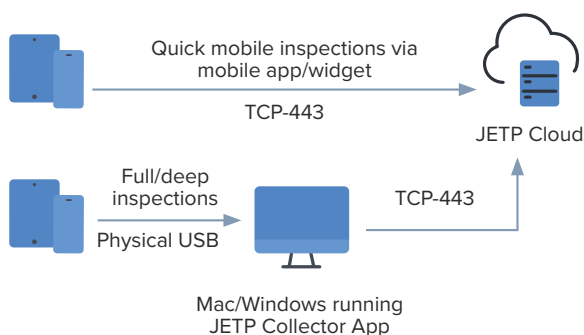 Quick mobile inspections via
mobile app/widget
TCP-443
JETP Cloud
Full/deep
inspections
Physical USB
TCP-443
Mac/Windows running
JETP Collector App